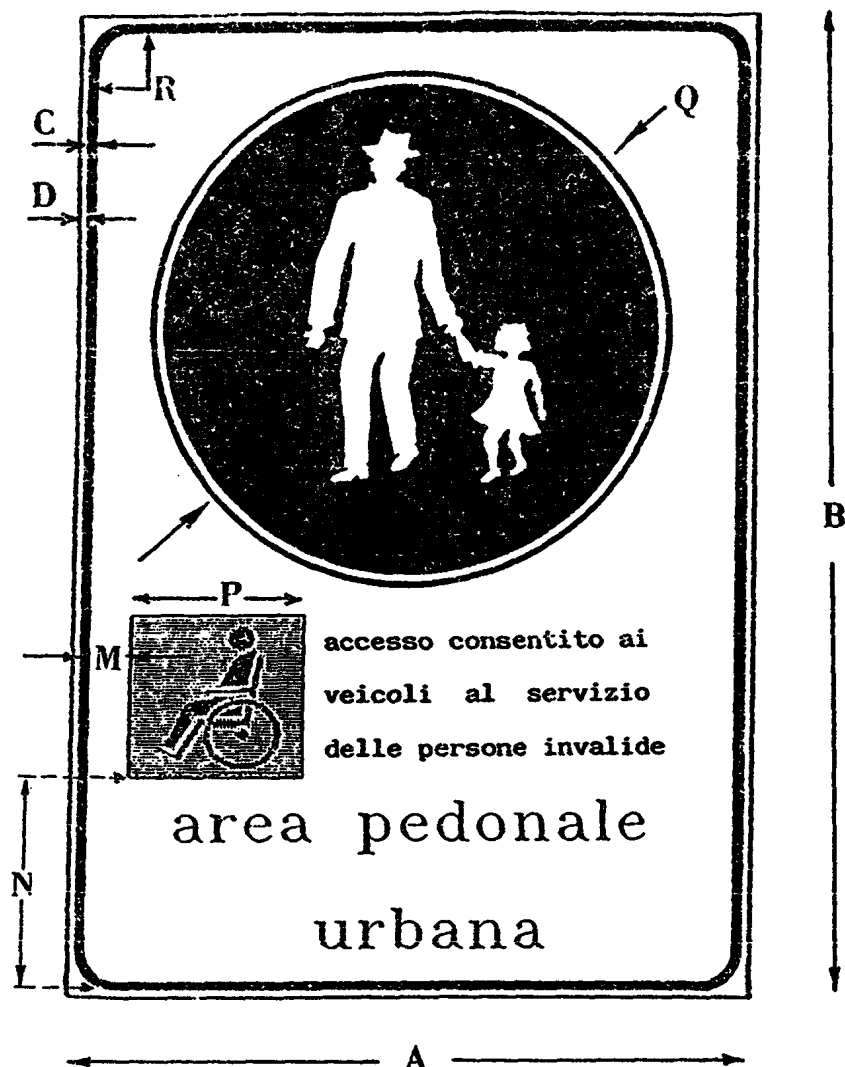 R
Q
C
D
B
P
M
accesso consentito ai
veicoli al servizio
delle persone invalide
area pedonale
N
urbana
A